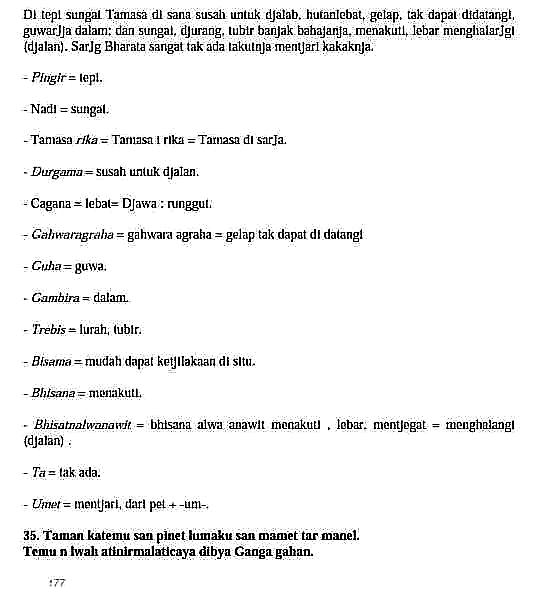 Di tepi sungai Tamasa di sana susah untuk djalab, hutanlebat, gelap, tak dapat didatangi,
guwarJja dalam; dan sungai, djurang, tubir banjak bahajanja, menakuti, lebar menghalarJgi
(djalan). SarJg Bharata sangat tak ada takutnja mentjari kakaknja.
- Pingir = tepi.
- Nadi = sungai.
- Tamasa rika = Tamasa i rika = Tamasa di sarJa.
- Durgama = susah untuk djalan.
- Cagana = lebat= Djawa : runggut.
- Gahwaragraha = gahwara agraha = gelap tak dapat di datangi
- Guha = guwa.
- Gambira = dalam.
- Trebis = lurah, tubir.
- Bisama = mudah dapat ketjilakaan di situ.
- Bhisana = menakuti.
- Bhisatnalwanawit = bhisana alwa anawit menakuti , lebar, mentjegat = menghalangi
(djalan) .
- Ta = tak ada.
- Umet = mentjari, dari pet + -um-.
35. Taman katemu san pinet lumaku san mamet tar manel.
Temu n lwah atinirmalaticaya dibya Ganga gahan.
177